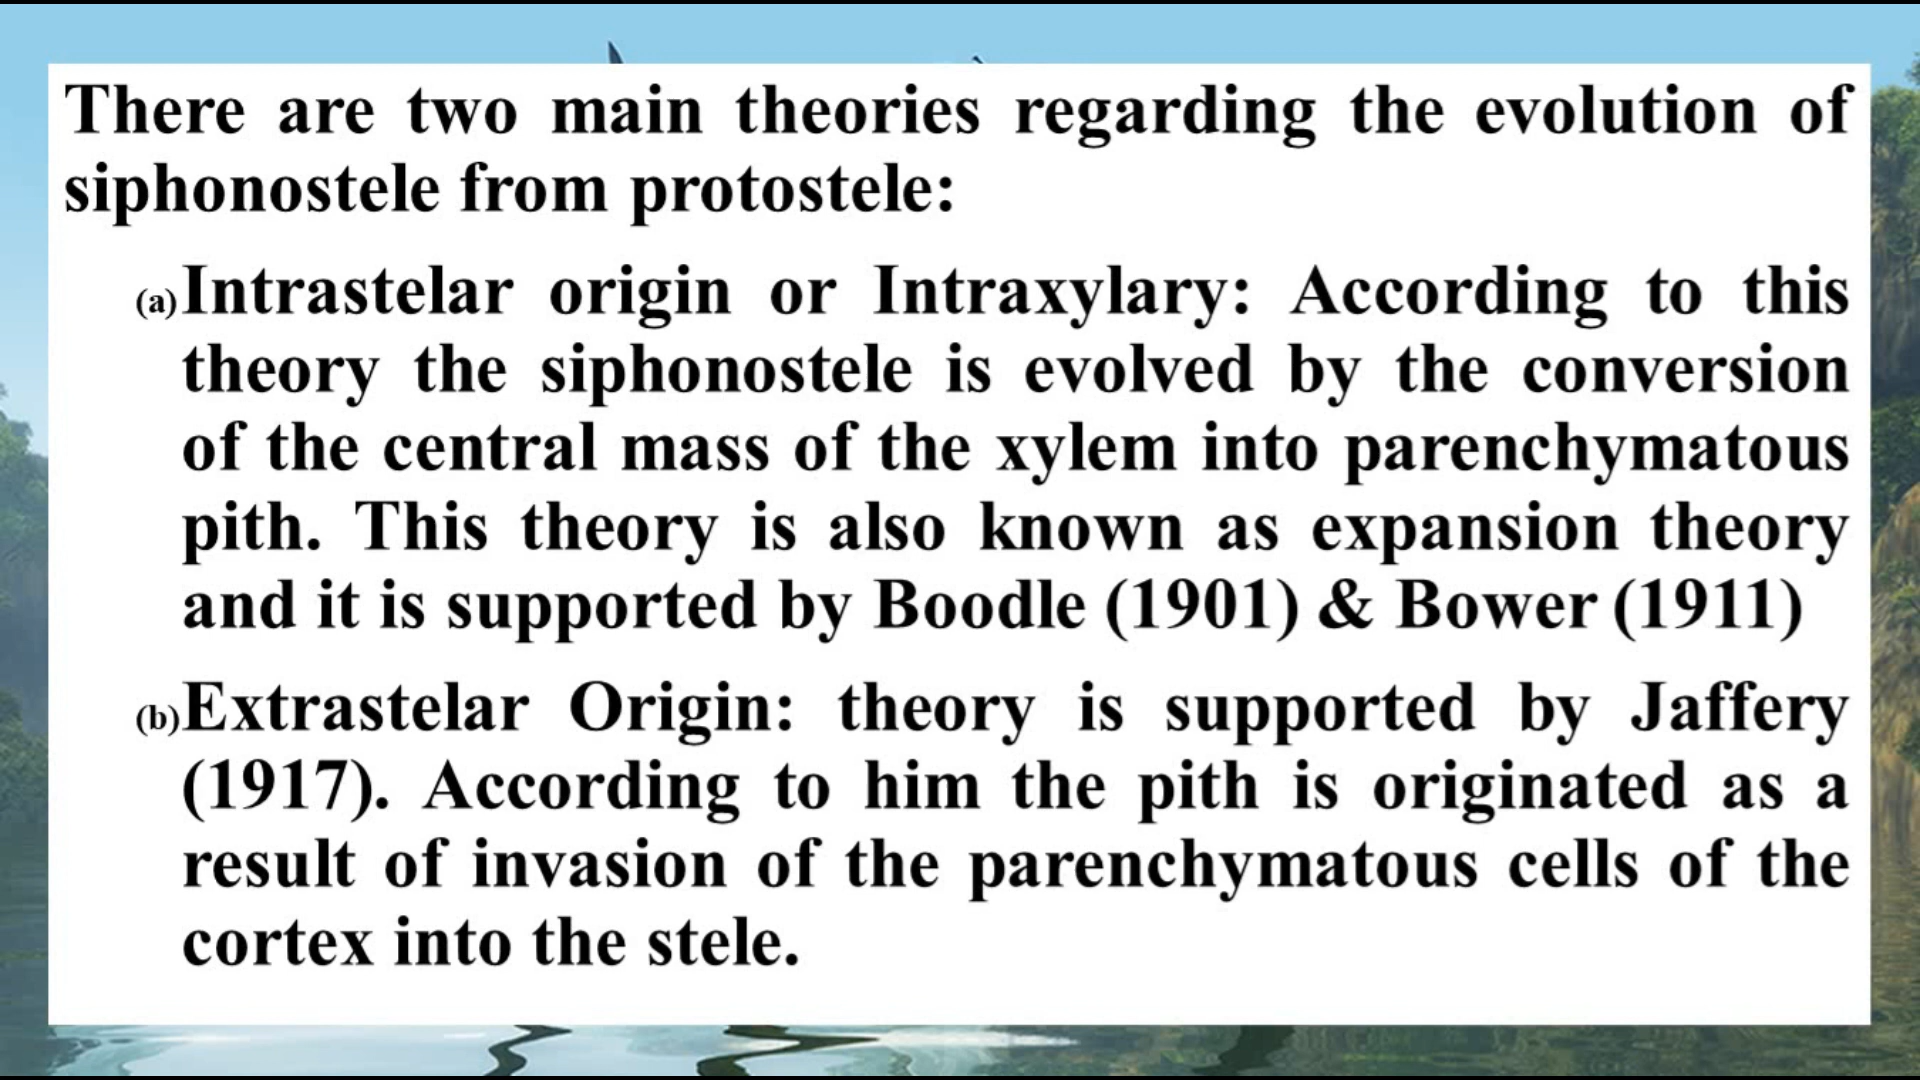 There are two main theories regarding the evolution of
siphonostele from protostele:
(a) Intrastelar origin or Intraxylary: According to this
theory the siphonostele is evolved by the conversion
of the central mass of the xylem into parenchymatous
pith. This theory is also known as expansion theory
and it is supported by Boodle (1901) & Bower (1911)
(b) Extrastelar Origin: theory is supported by Jaffery
(1917). According to him the pith is originated as a
result of invasion of the parenchymatous cells of the
cortex into the stele.